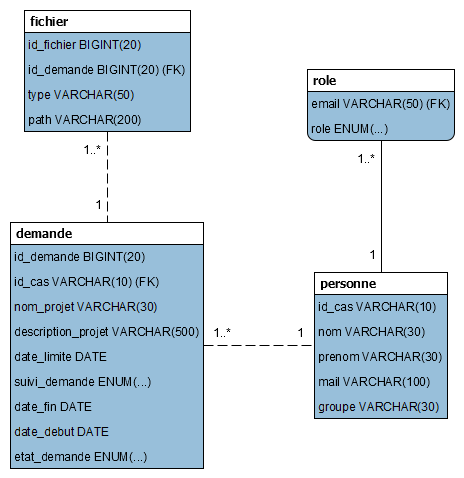 fichier
id_fichier BIGINT(20)
id_demande BIGINT(20) (FK)
type VARCHAR(50)
path VARCHAR(200)
role
email VARCHAR(50) (FK)
role ENUM(...)
1..*
1
1..*
1
demande
id_demande BIGINT(20)
id_cas VARCHAR(10) (FK)
nom_projet VARCHAR(30)
description_projet VARCHAR(500)
date_limite DATE
suivi_demande ENUM(...)
date_fin DATE
date_debut DATE
etat_demande ENUM(...)
1..*
1
personne
id_cas VARCHAR(10)
nom VARCHAR(30)
prenom VARCHAR(30)
mail VARCHAR(100)
groupe VARCHAR(30)